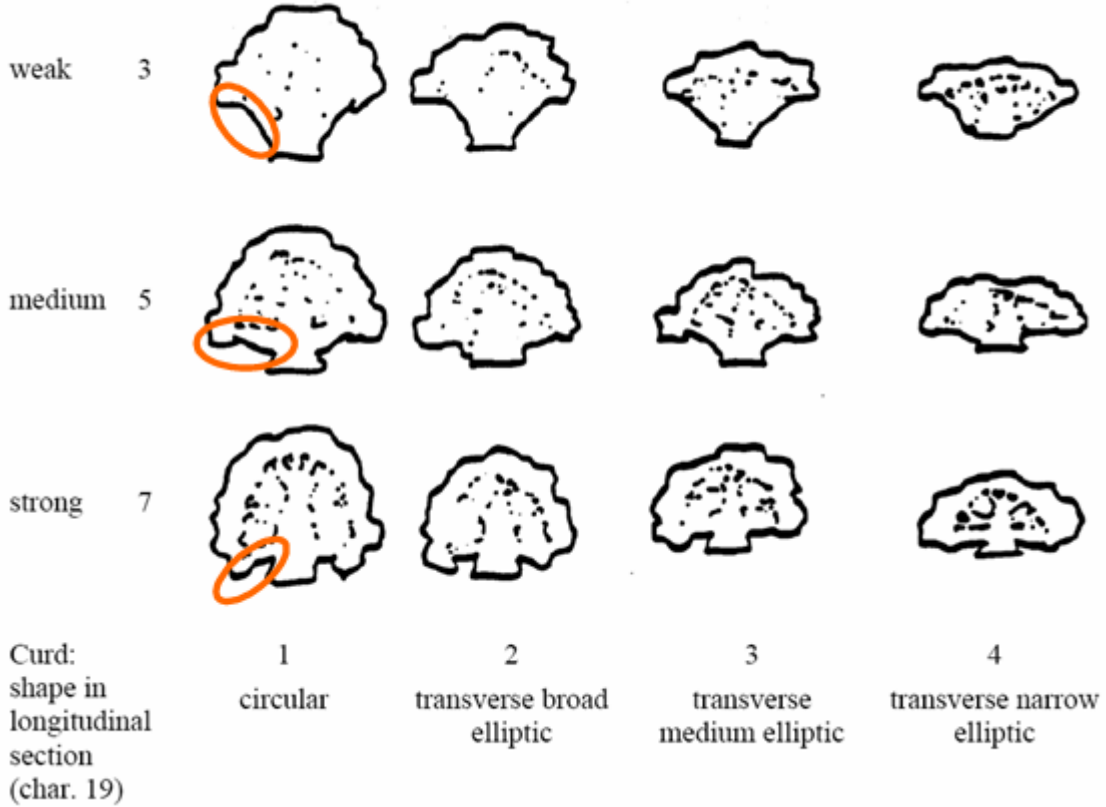 weak 3
medium 5
strong 7
Curd: 1 2 3 4
shape in circular transverse broad transverse transverse narrow
longitudinal elliptic medium elliptic elliptic
section
(char. 19)